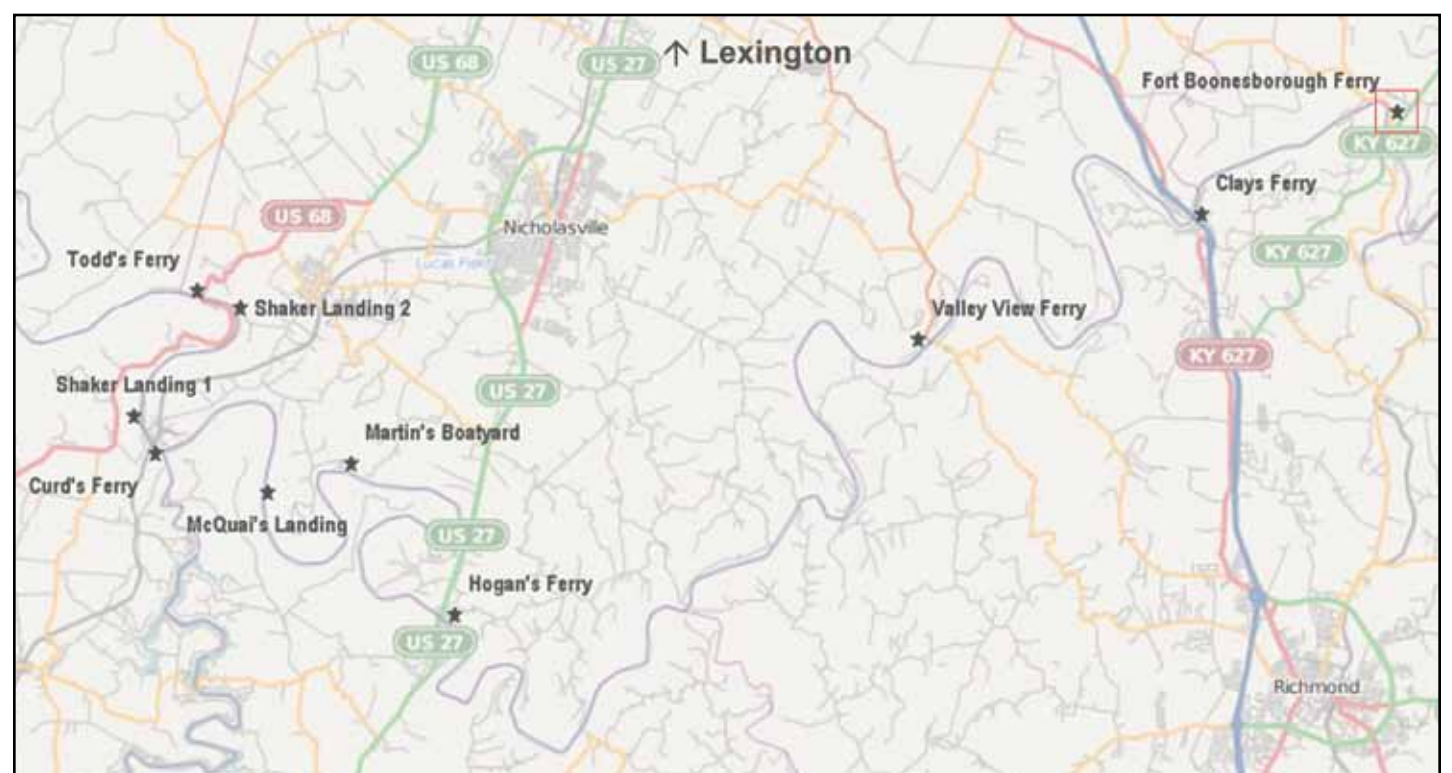 US 68
US 27
↑ Lexington
Fort Boonesborough Ferry
KY 627
Clays Ferry
US 68
Nicholasville
KY 627
Todd's Ferry
Lucas Field
Shaker Landing 2
Valley View Ferry
KY 627
Shaker Landing 1
US 27
Martin's Boatyard
Curd's Ferry
McQuai's Landing
US 27
Hogan's Ferry
US 27
Richmond